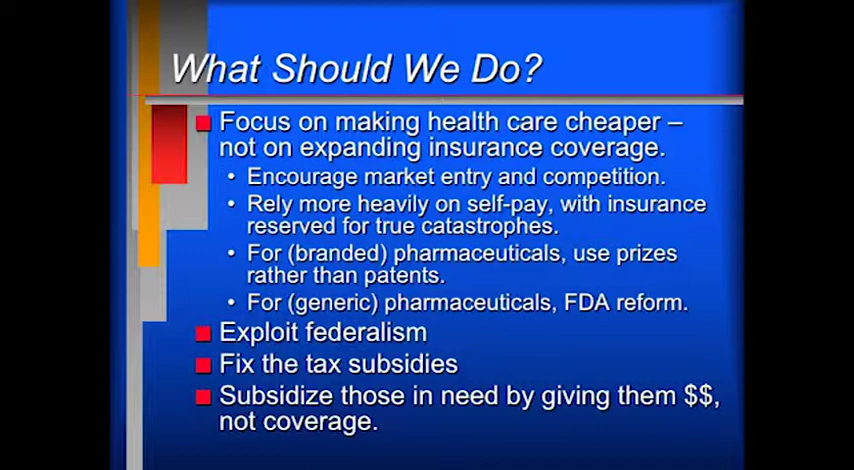 What Should We Do?
Focus on making health care cheaper –
not on expanding insurance coverage.
• Encourage market entry and competition.
• Rely more heavily on self-pay, with insurance
reserved for true catastrophes.
• For (branded) pharmaceuticals, use prizes
rather than patents.
• For (generic) pharmaceuticals, FDA reform.
Exploit federalism
Fix the tax subsidies
Subsidize those in need by giving them $$,
not coverage.